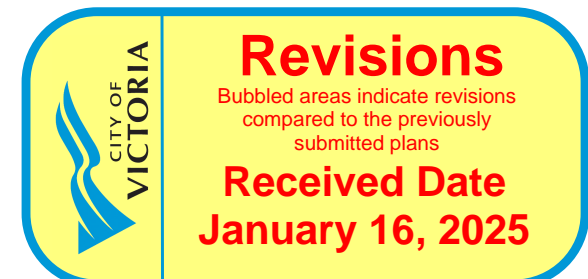 CITY OF
VICTORIA
Revisions
Bubbled areas indicate revisions
compared to the previously
submitted plans
Received Date
January 16, 2025